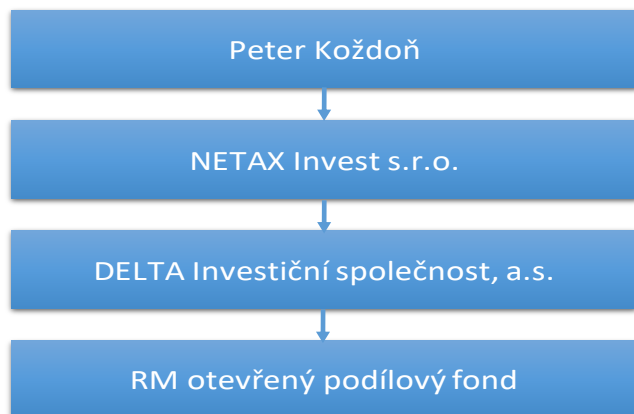 Peter Koždoň
NETAX Invest s.r.o.
DELTA Investiční společnost, a.s.
RM otevřený podílový fond